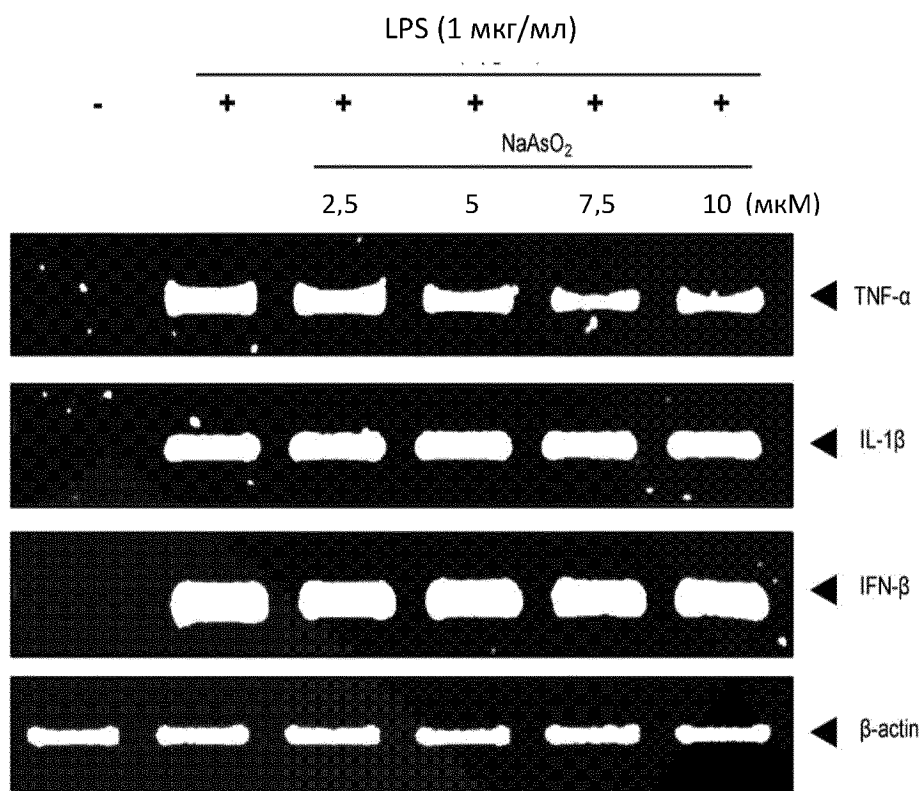 LPS (1 мкг/мл)
- + + + + +
NaAsO₂
2,5 5 7,5 10 (мкМ)
TNF-α
IL-1β
IFN-β
β-actin